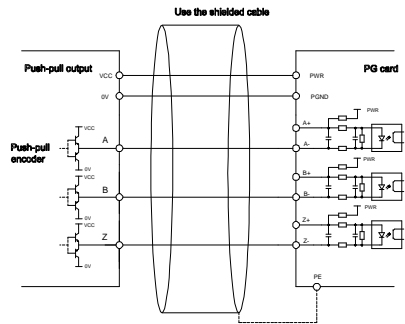 Use the shielded cable
Push-pull output
PG card
VCC
PWR
0V
PGND
PWR
VCC
A+
Push-pull
encoder
A
A-
0V
PWR
VCC
B+
B
B-
0V
PWR
VCC
Z+
Z
Z-
0V
PE